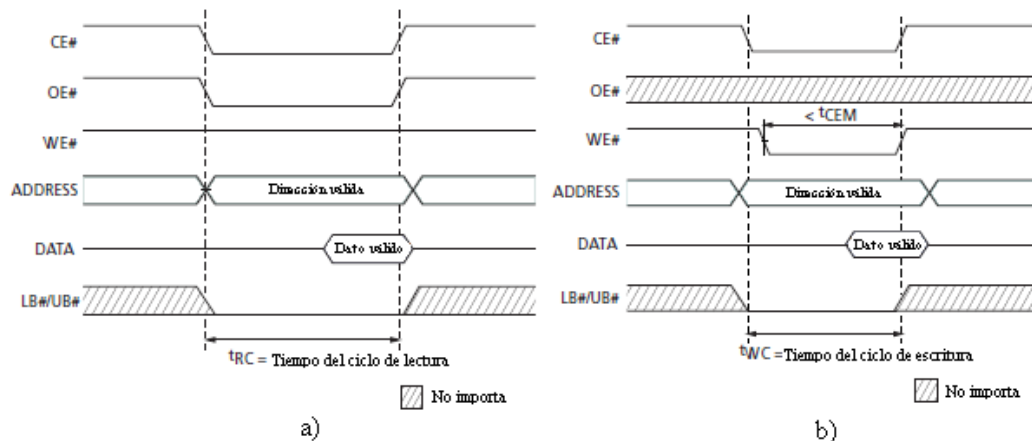 CE#
OE#
WE#
ADDRESS Dirección válida
DATA Dato válido
LB#/UB#
tRC = Tiempo del ciclo de lectura
No importa
a)
CE#
OE#
WE# < tCEM
ADDRESS Dirección válida
DATA Dato válido
LB#/UB#
tWC =Tiempo del ciclo de escritura
No importa
b)